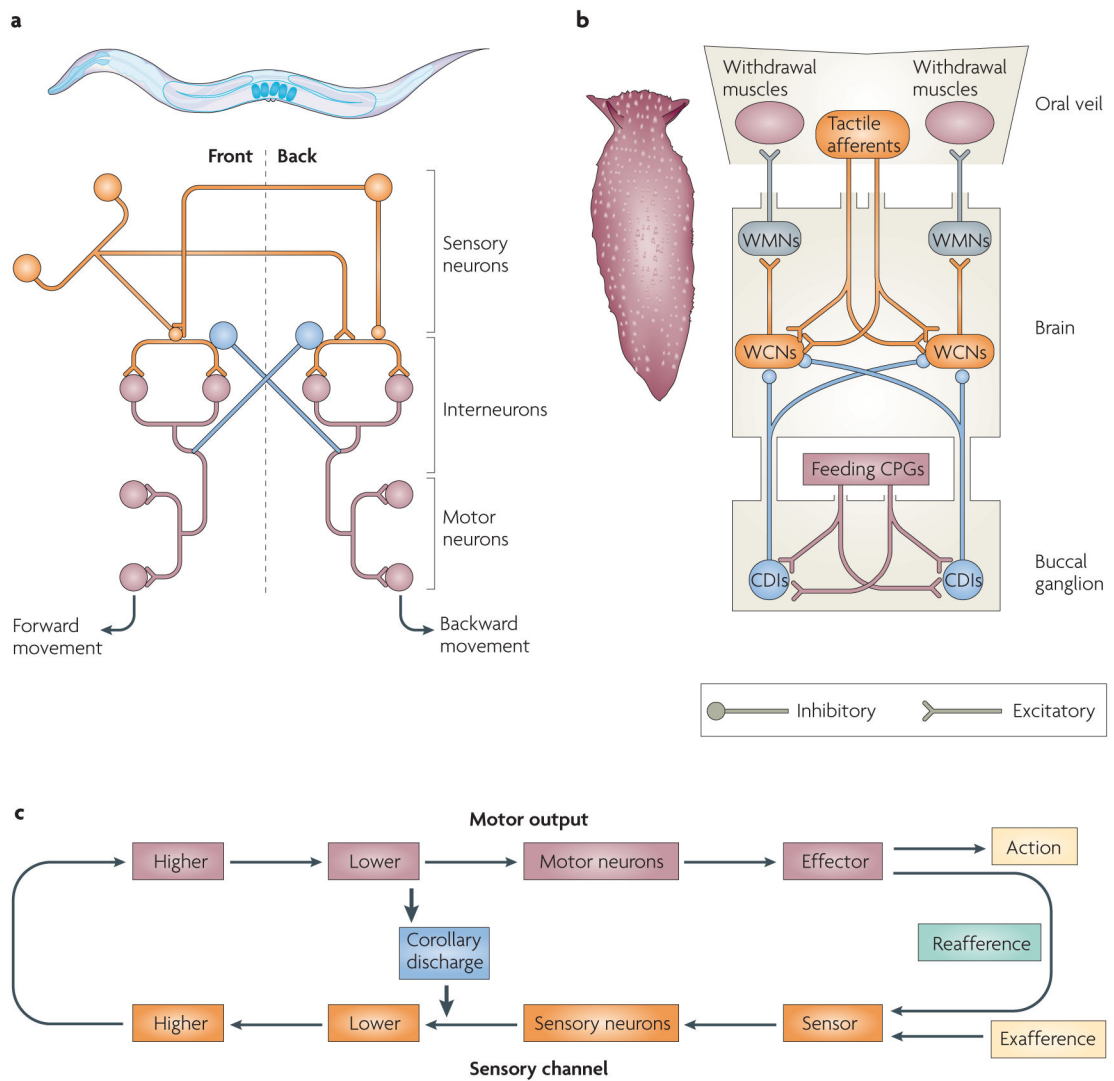 a
Front
Back
Sensory
neurons
Interneurons
Motor
neurons
Forward
movement
Backward
movement
b
Withdrawal
muscles
Withdrawal
muscles
Tactile
afferents
Oral veil
WMNs
WMNs
Brain
WCNs
WCNs
Feeding CPGs
Buccal
ganglion
CDIs
CDIs
Inhibitory
Excitatory
c
Motor output
Higher
Lower
Motor neurons
Effector
Action
Corollary
discharge
Reafference
Higher
Lower
Sensory neurons
Sensor
Exafference
Sensory channel